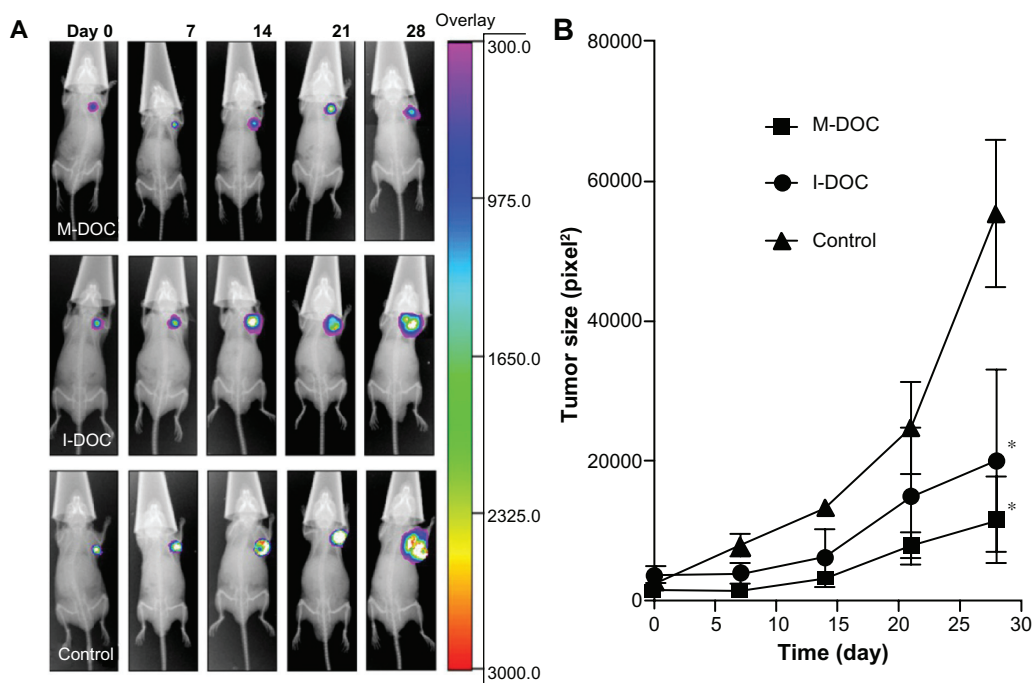 A
Day 0 7 14 21 28
Overlay
300.0
975.0
1650.0
2325.0
3000.0
M-DOC
I-DOC
Control
B
80000
60000
40000
20000
0
Tumor size (pixel²)
M-DOC
I-DOC
Control
*
*
0 5 10 15 20 25 30
Time (day)